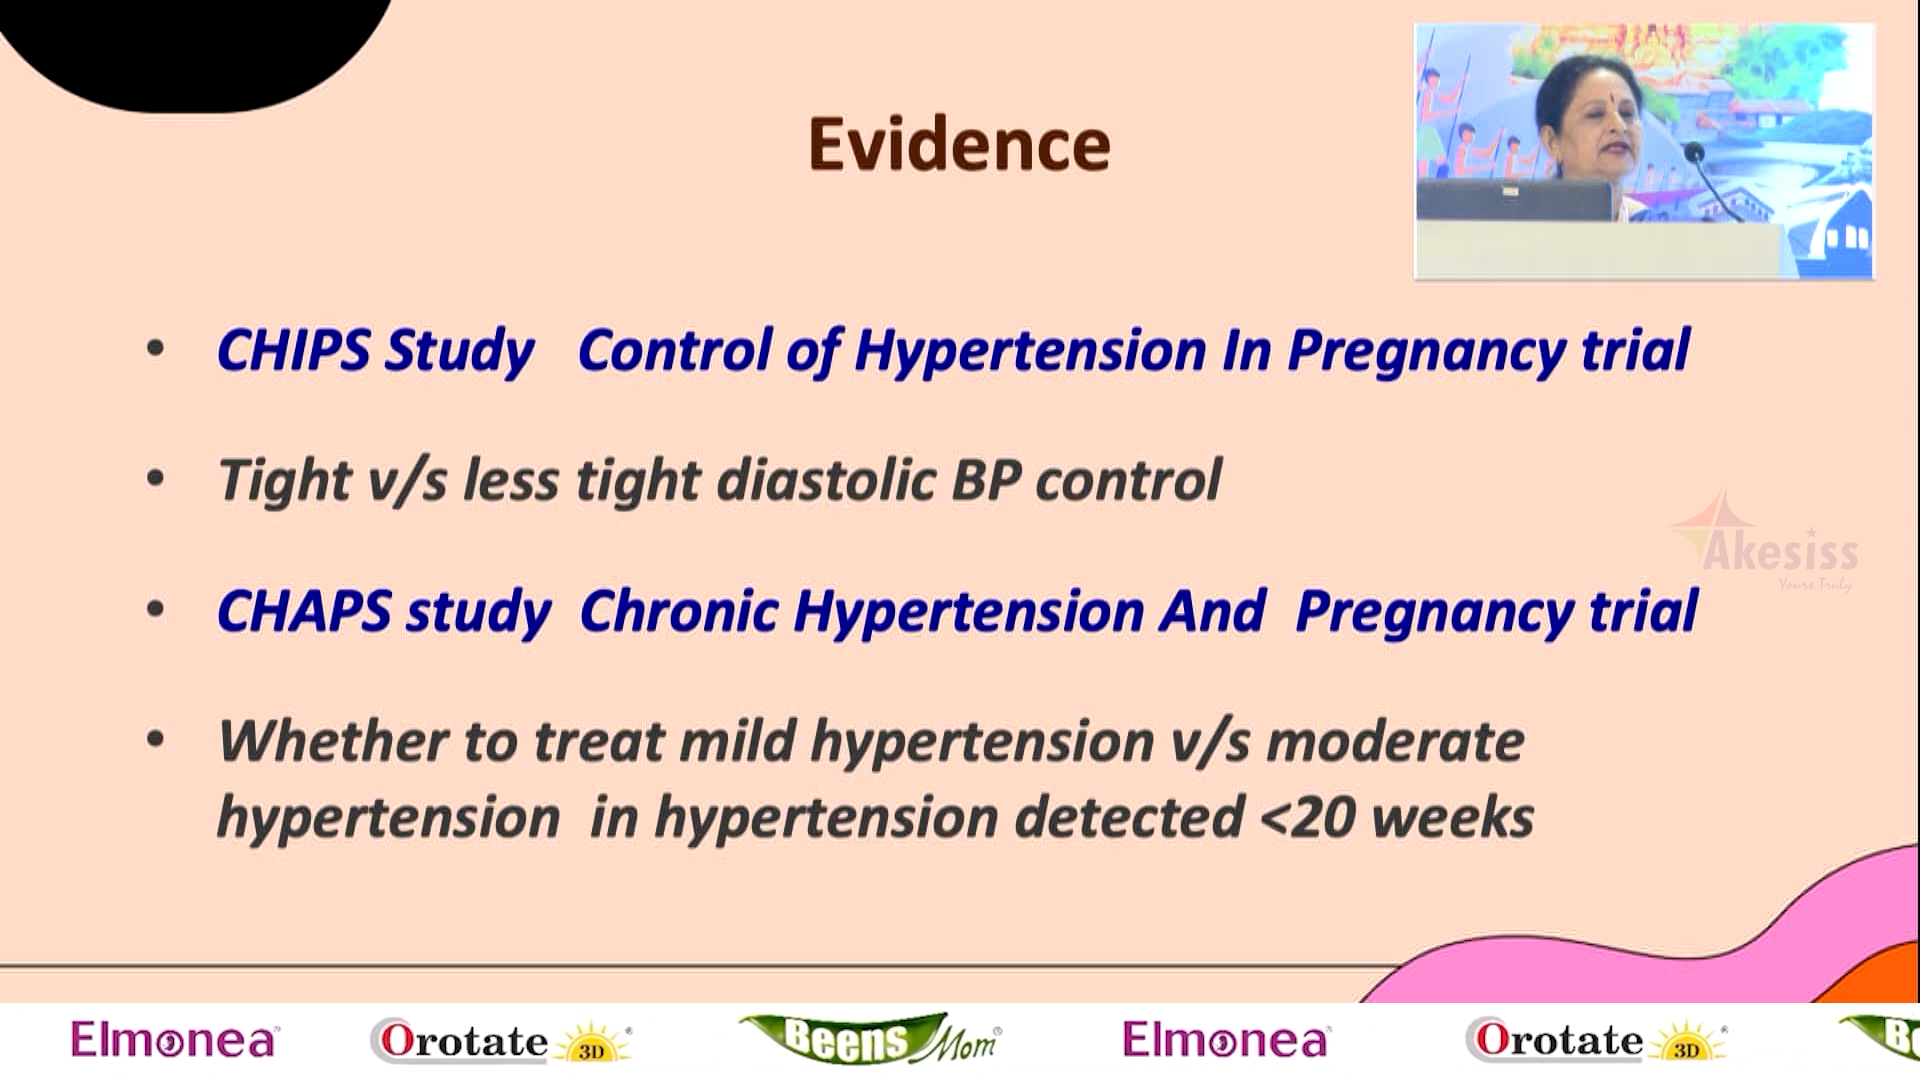 Evidence
• CHIPS Study Control of Hypertension In Pregnancy trial
• Tight v/s less tight diastolic BP control
• CHAPS study Chronic Hypertension And Pregnancy trial
• Whether to treat mild hypertension v/s moderate
hypertension in hypertension detected <20 weeks
Akesiss
Yours Truly
Elmonea Orotate 3D Beens Mom Elmonea Orotate 3D Be